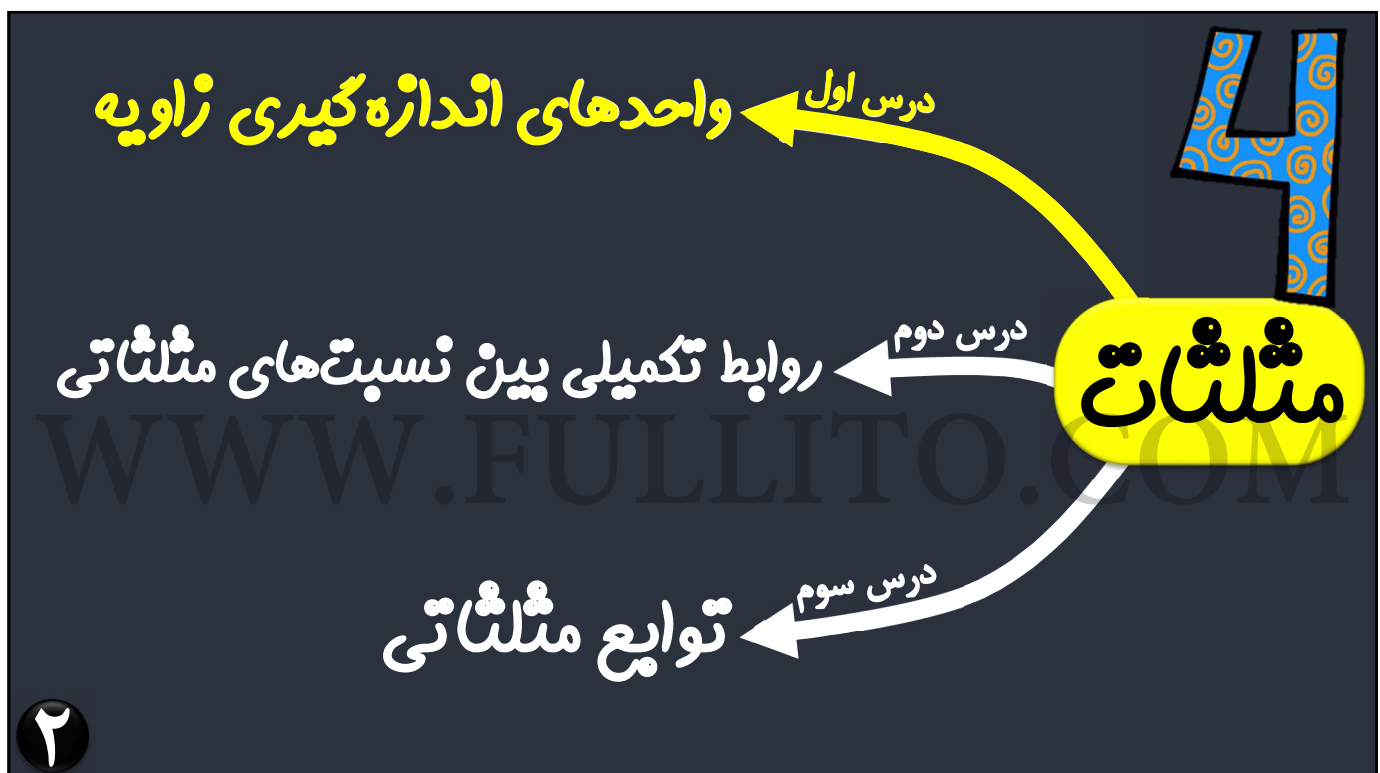 4
درس اول
واحدهای اندازه‌گیری زاویه
مثلثات
درس دوم
روابط تکمیلی بین نسبت‌های مثلثاتی
WWW.FULLITO.COM
درس سوم
توابع مثلثاتی
۲